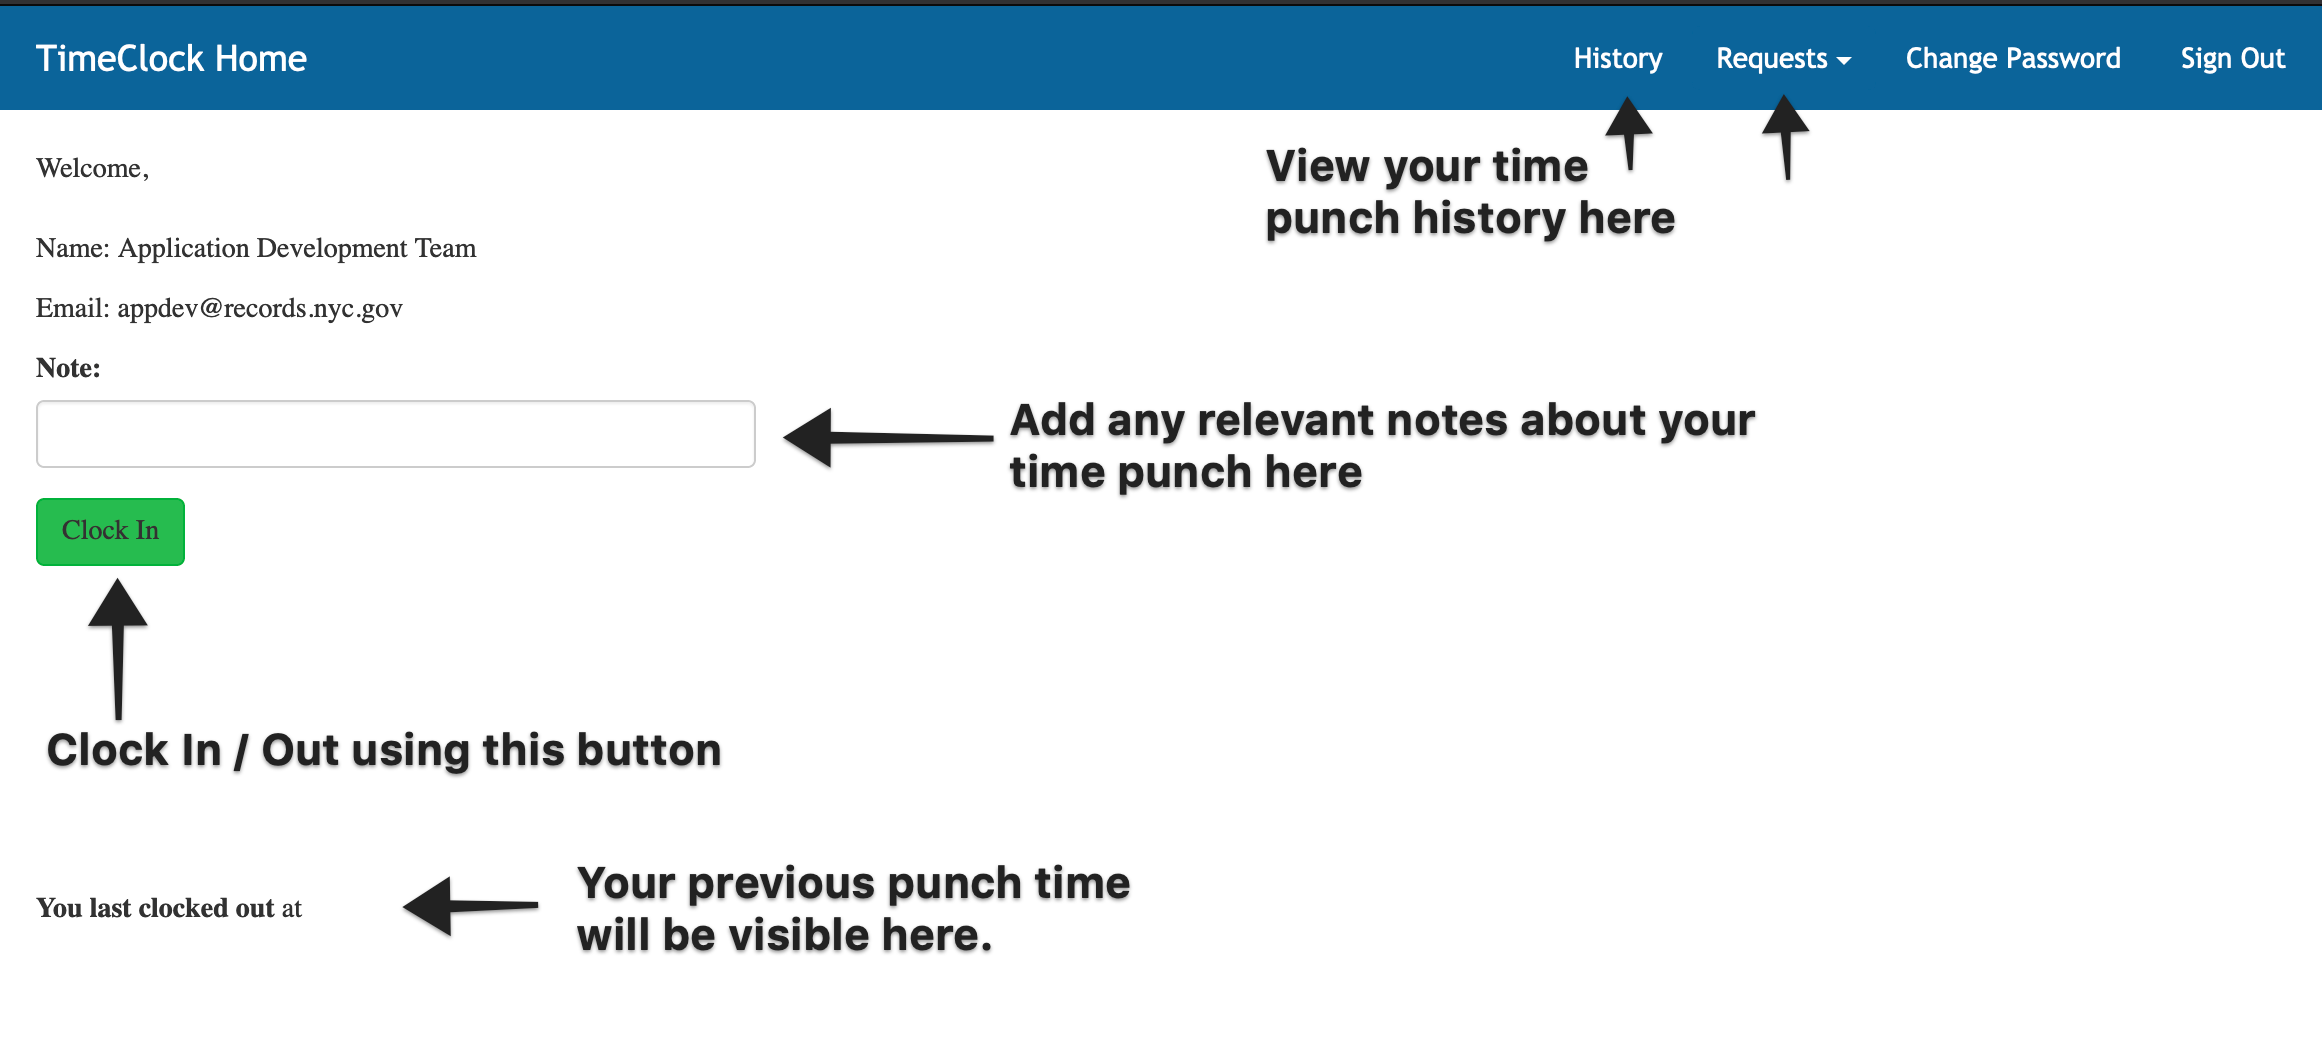 TimeClock Home
History
Requests
Change Password
Sign Out
Welcome,
View your time
punch history here
Name: Application Development Team
Email: appdev@records.nyc.gov
Note:
Add any relevant notes about your
time punch here
Clock In
Clock In / Out using this button
You last clocked out at
Your previous punch time
will be visible here.